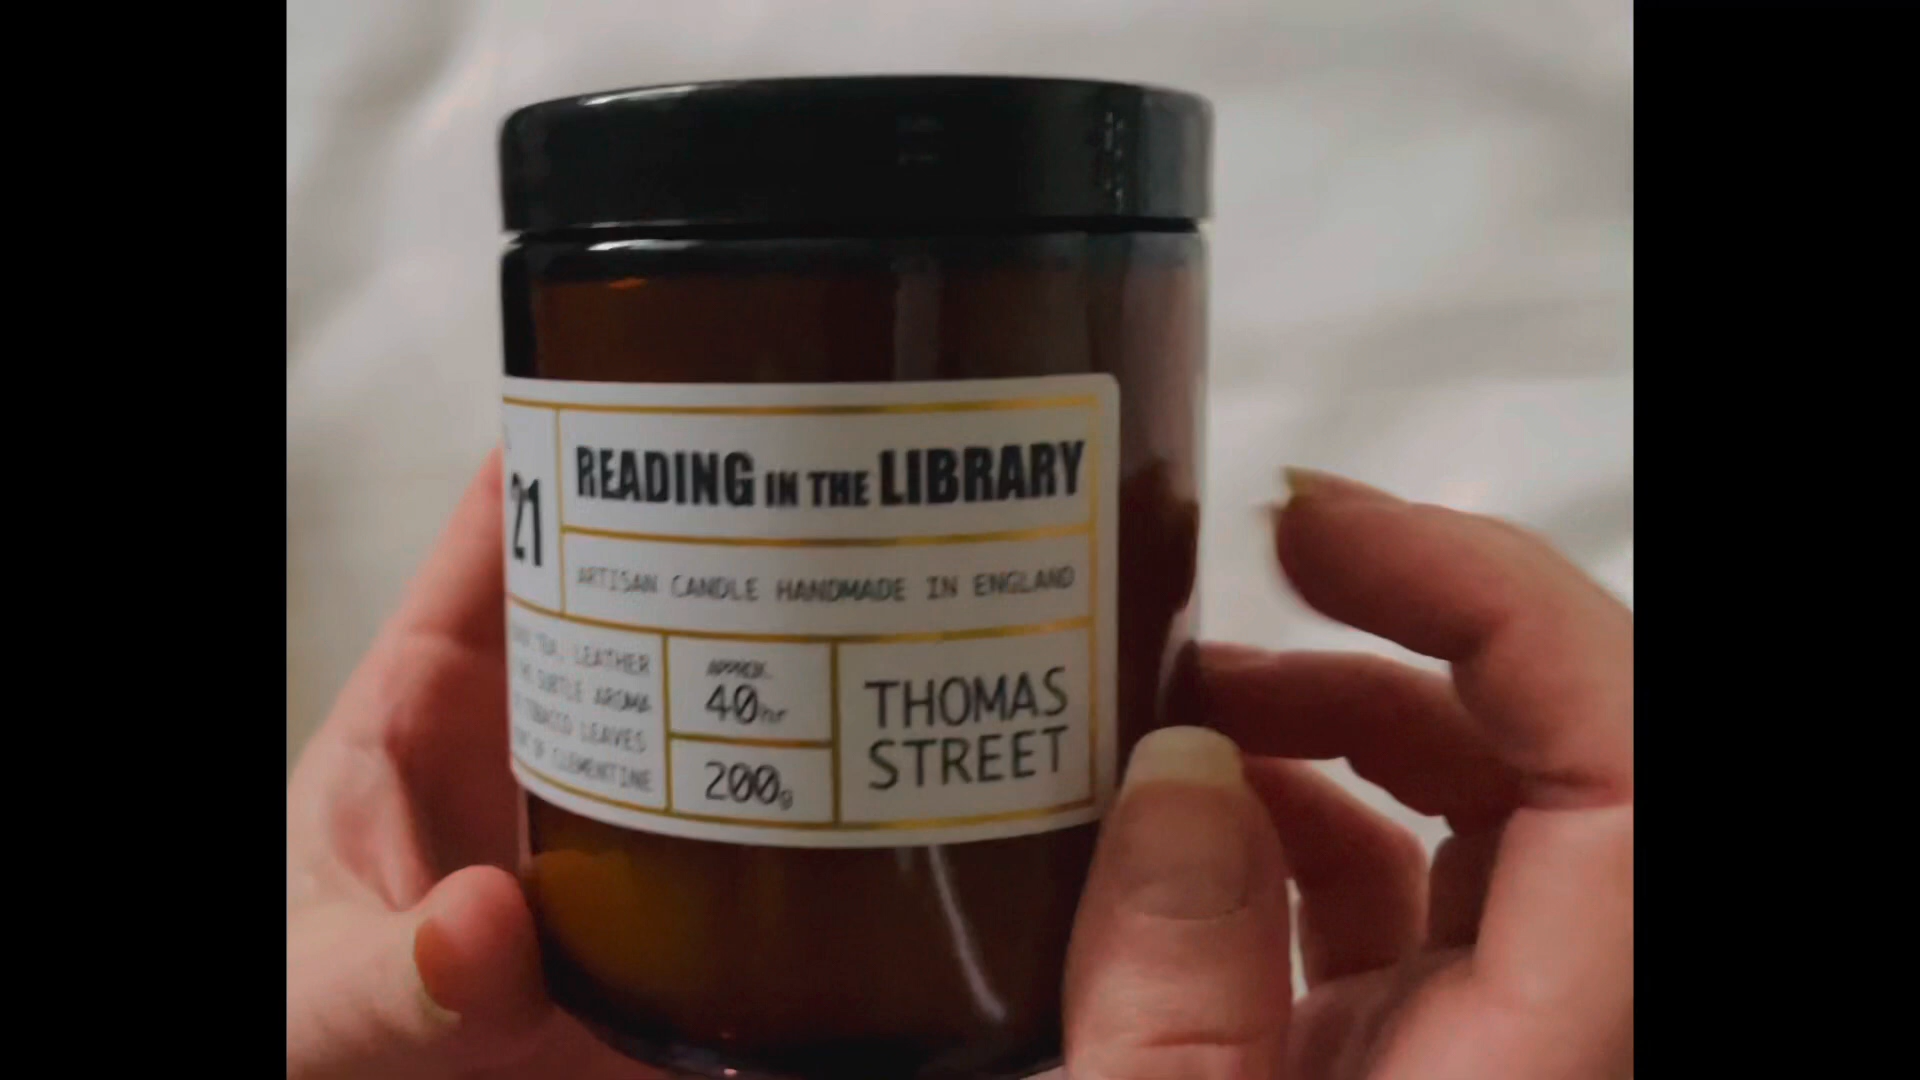 21
READING IN THE LIBRARY
ARTISAN CANDLE HANDMADE IN ENGLAND
TEA, LEATHER
SUBTLE AROMA
TOBACCO LEAVES
OF CLEMENTINE
APPROX.
40hr
200g
THOMAS
STREET